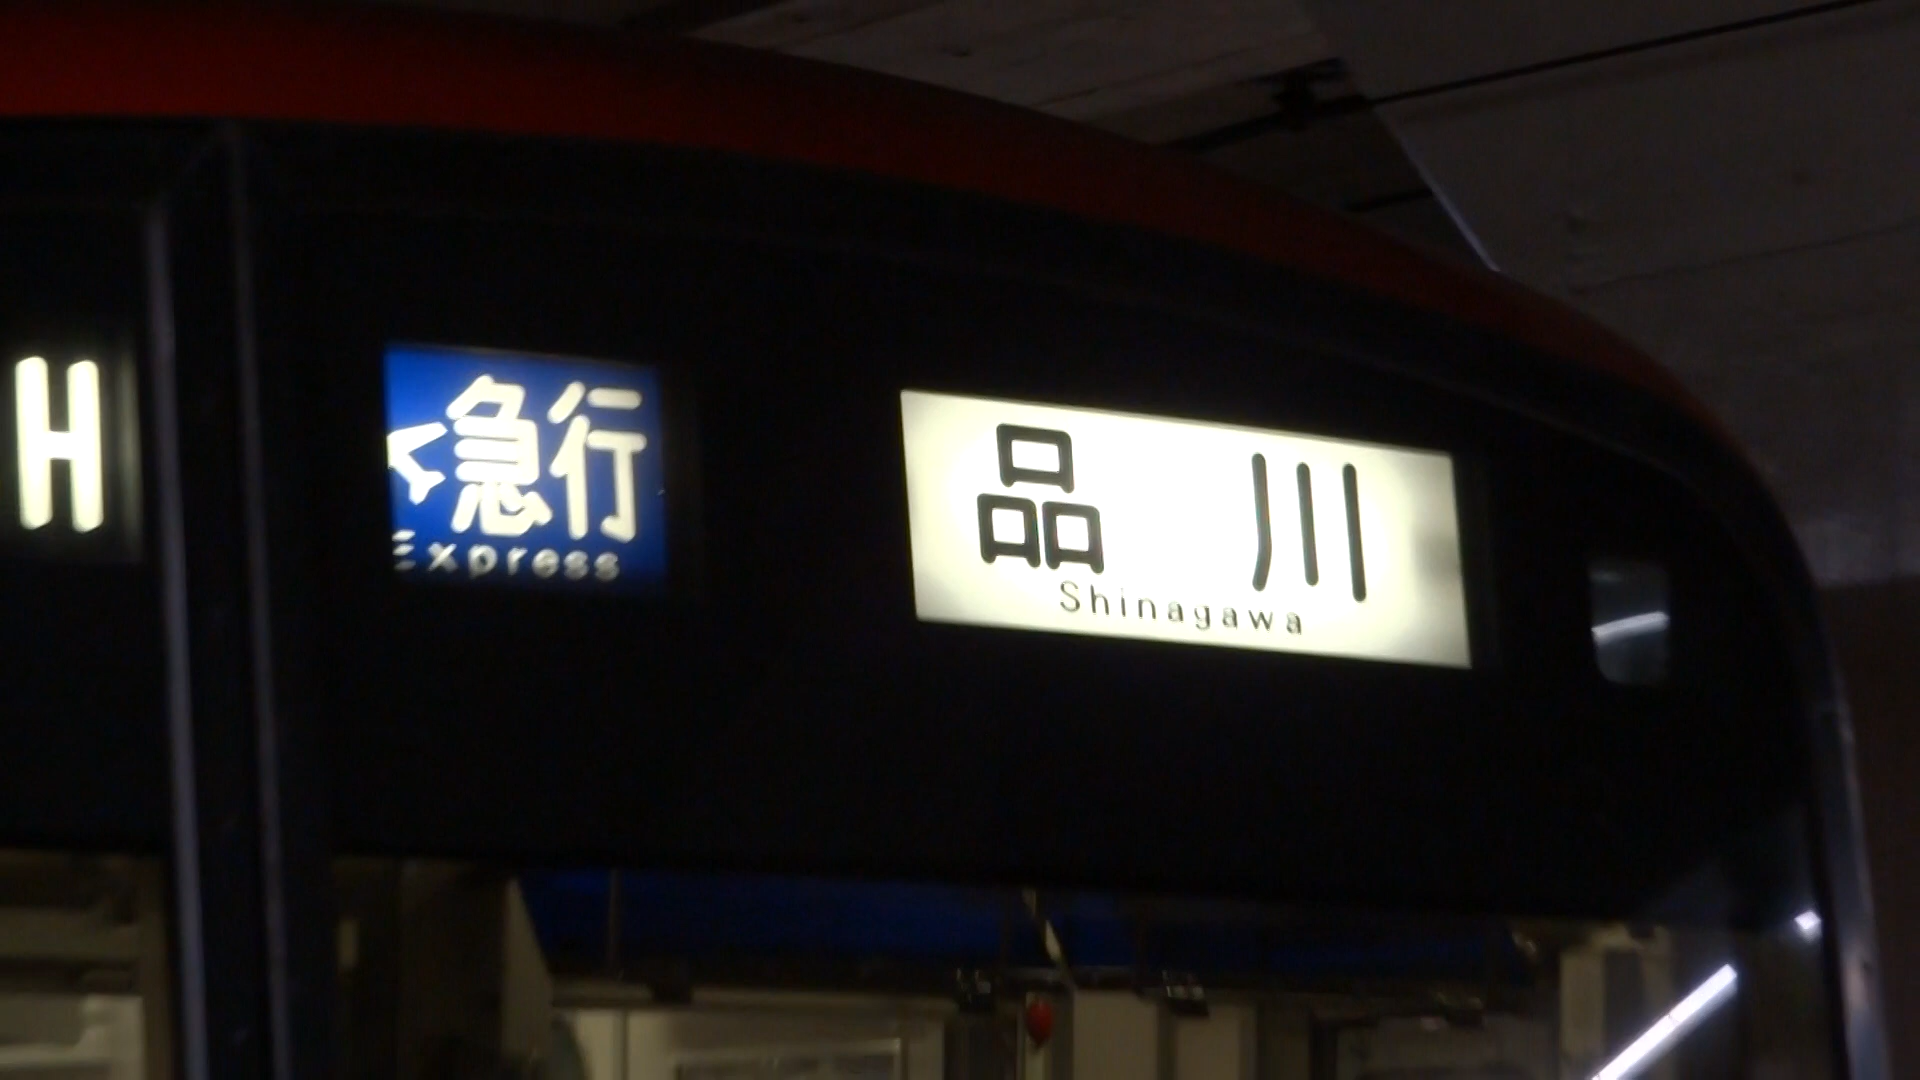 H
急行
Express
品川
Shinagawa